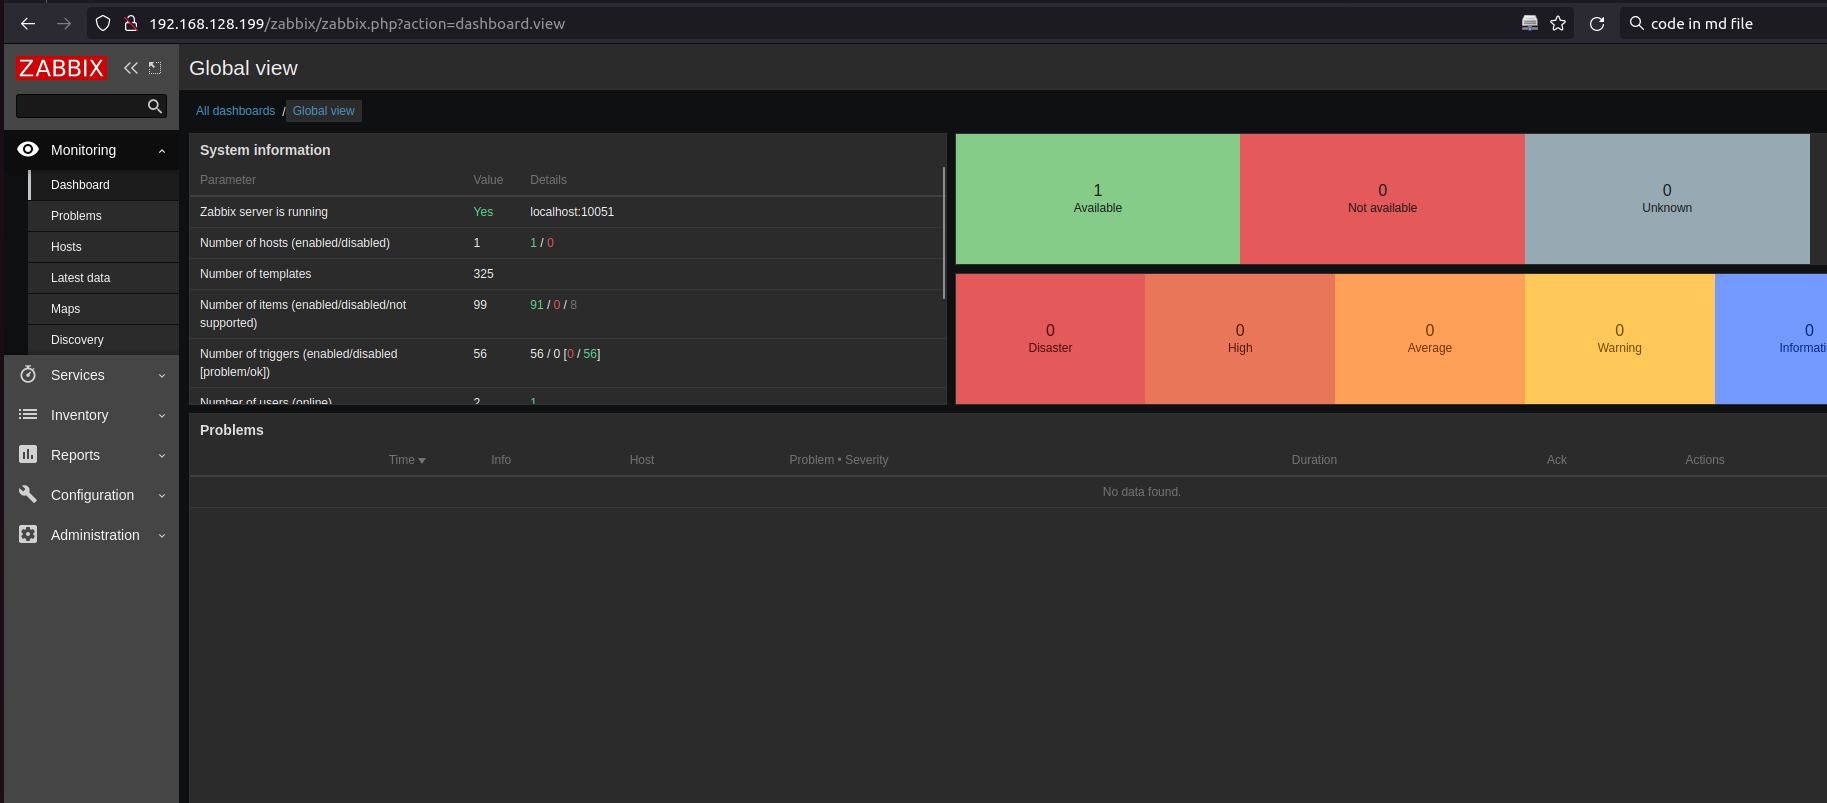 192.168.128.199/zabbix/zabbix.php?action=dashboard.view
code in md file
ZABBIX
Global view
All dashboards / Global view
Monitoring
Dashboard
Problems
Hosts
Latest data
Maps
Discovery
Services
Inventory
Reports
Configuration
Administration
System information
Parameter Value Details
Zabbix server is running Yes localhost:10051
Number of hosts (enabled/disabled) 1 1 / 0
Number of templates 325
Number of items (enabled/disabled/not 99 91 / 0 / 8
supported)
Number of triggers (enabled/disabled 56 56 / 0 [0 / 56]
[problem/ok])
Number of users (online) 2 1
1
Available
0
Not available
0
Unknown
0
Disaster
0
High
0
Average
0
Warning
0
Informati
Problems
Time Info Host Problem • Severity Duration Ack Actions
No data found.